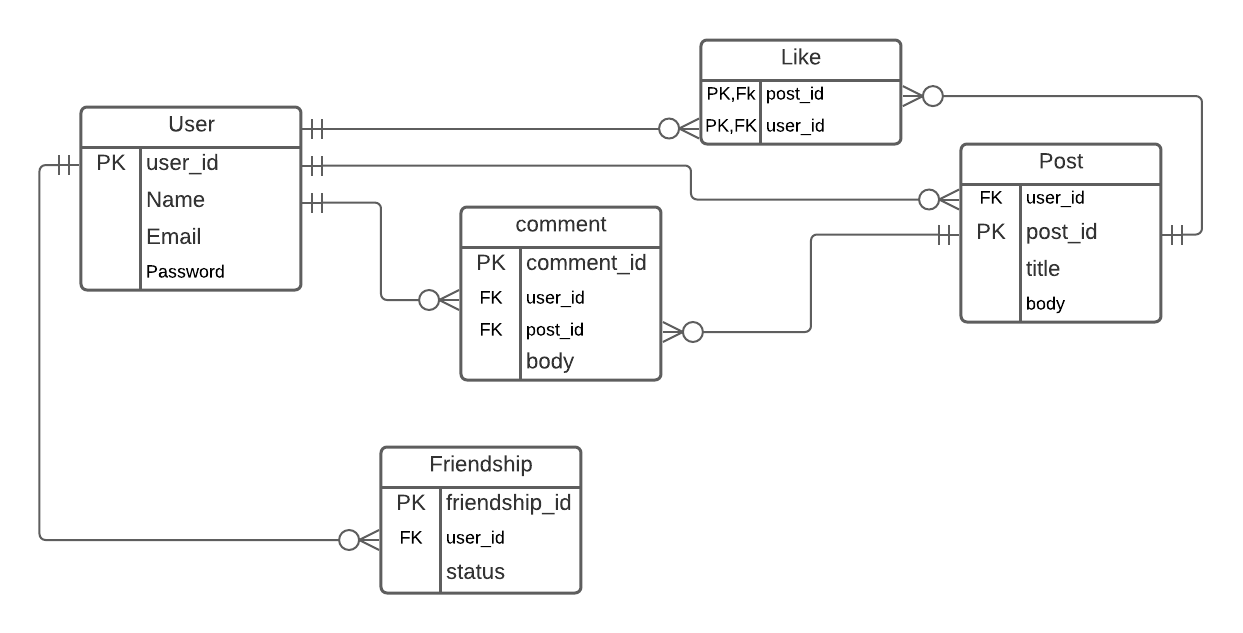 Like
PK,Fk post_id
PK,FK user_id
User
PK user_id
Name
Email
Password
Post
FK user_id
PK post_id
title
body
comment
PK comment_id
FK user_id
FK post_id
body
Friendship
PK friendship_id
FK user_id
status